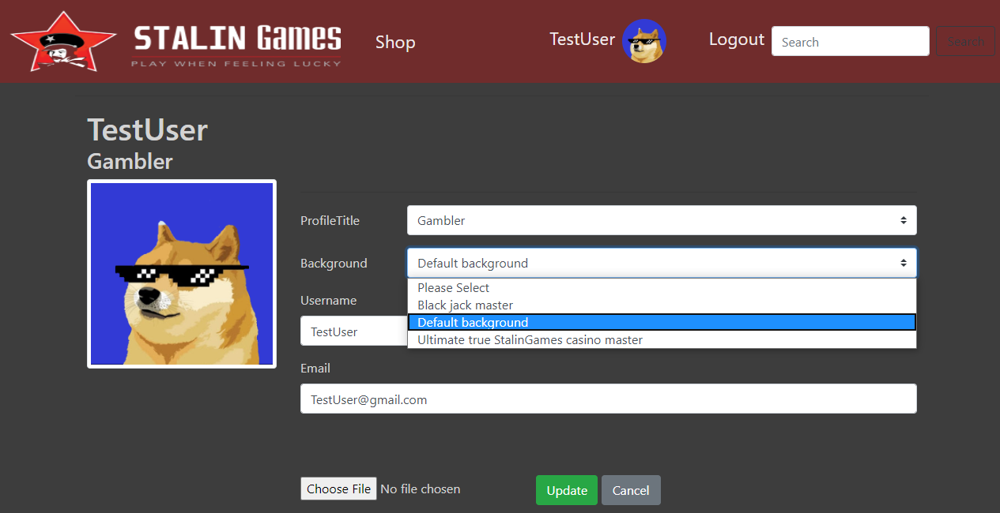 STALIN Games
PLAY WHEN FEELING LUCKY
Shop
TestUser
Logout
Search
Search
TestUser
Gambler
ProfileTitle
Gambler
Background
Default background
Please Select
Black jack master
Default background
Ultimate true StalinGames casino master
Username
TestUser
Email
TestUser@gmail.com
Choose File No file chosen
Update
Cancel